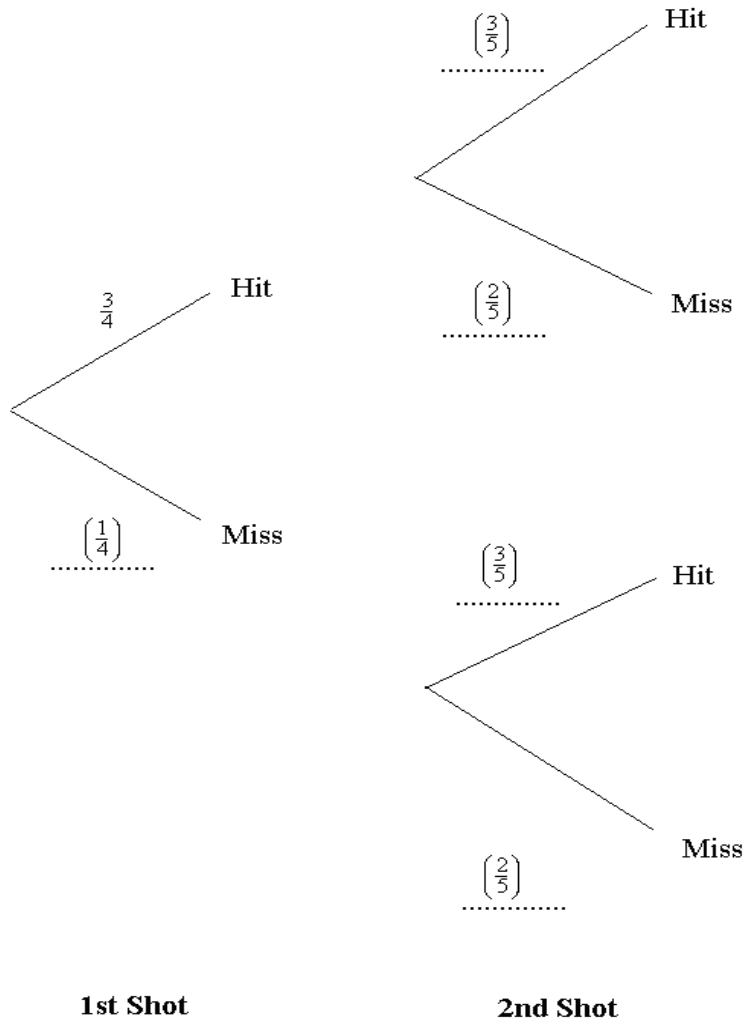 (3/5)
Hit
(2/5)
Miss
3/4
Hit
(1/4)
Miss
(3/5)
Hit
(2/5)
Miss
1st Shot
2nd Shot